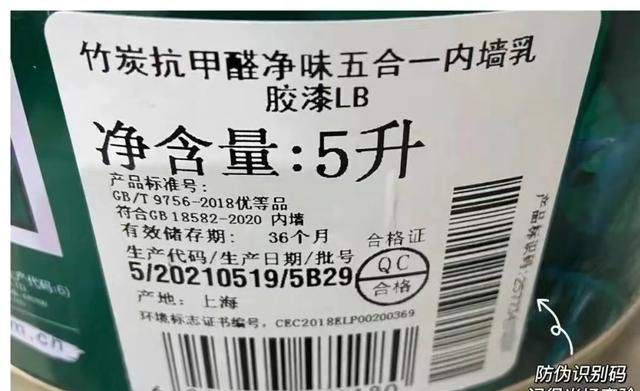 竹炭抗甲醛净味五合一内墙乳
胶漆LB
净含量:5升
产品标准号:
GB/T 9756-2018优等品
符合GB 18582-2020 内墙
有效储存期: 36个月
合格证
生产代码/生产日期/批号
5/20210519/5B29
QC
合格
产地: 上海
环境标志证书编号, CEC2018ELP00200369
m.cn
防伪识别码